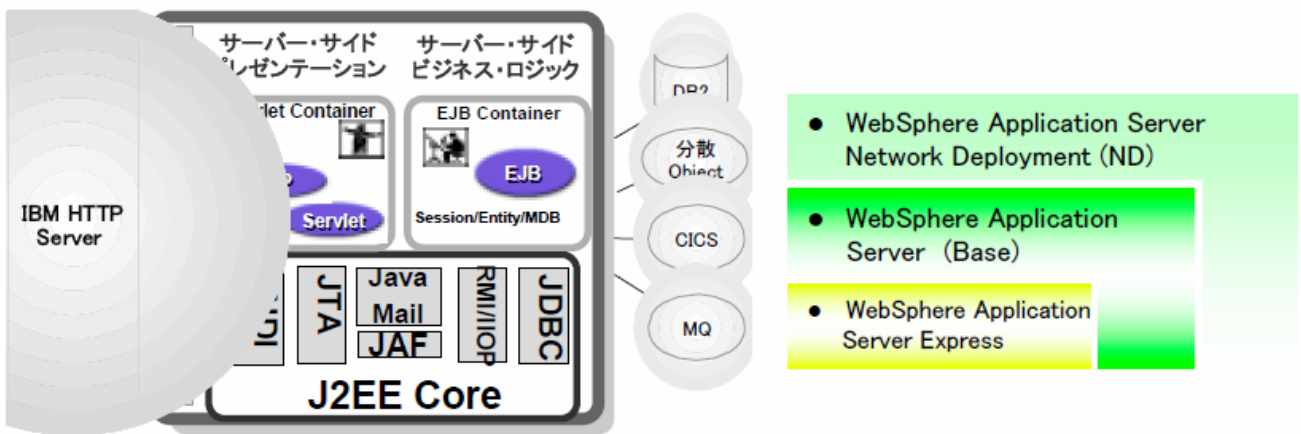 サーバー・サイド
プレゼンテーション
サーバー・サイド
ビジネス・ロジック
let Container
EJB Container
EJB
Servlet
Session/Entity/MDB
IBM HTTP
Server
JTA
Java
Mail
JAF
RMI/IIOP
JDBC
J2EE Core
DB2
分散
Object
CICS
MQ
● WebSphere Application Server
Network Deployment (ND)
● WebSphere Application
Server (Base)
● WebSphere Application
Server Express